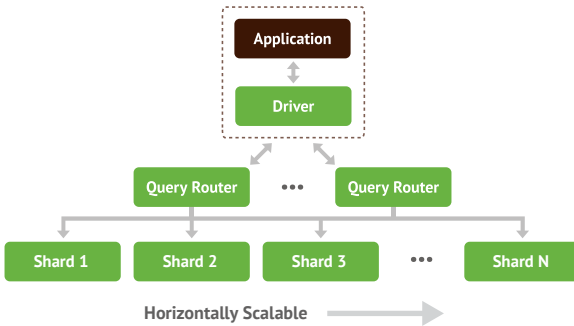 Application
Driver
Query Router
•••
Query Router
Shard 1
Shard 2
Shard 3
•••
Shard N
Horizontally Scalable